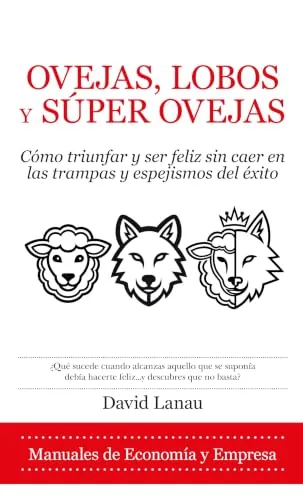 OVEJAS, LOBOS
Y SÚPER OVEJAS
Cómo triunfar y ser feliz sin caer en
las trampas y espejismos del éxito
¿Qué sucede cuando alcanzas aquello que se suponía
debía hacerte feliz...y descubres que no basta?
David Lanau
Manuales de Economía y Empresa